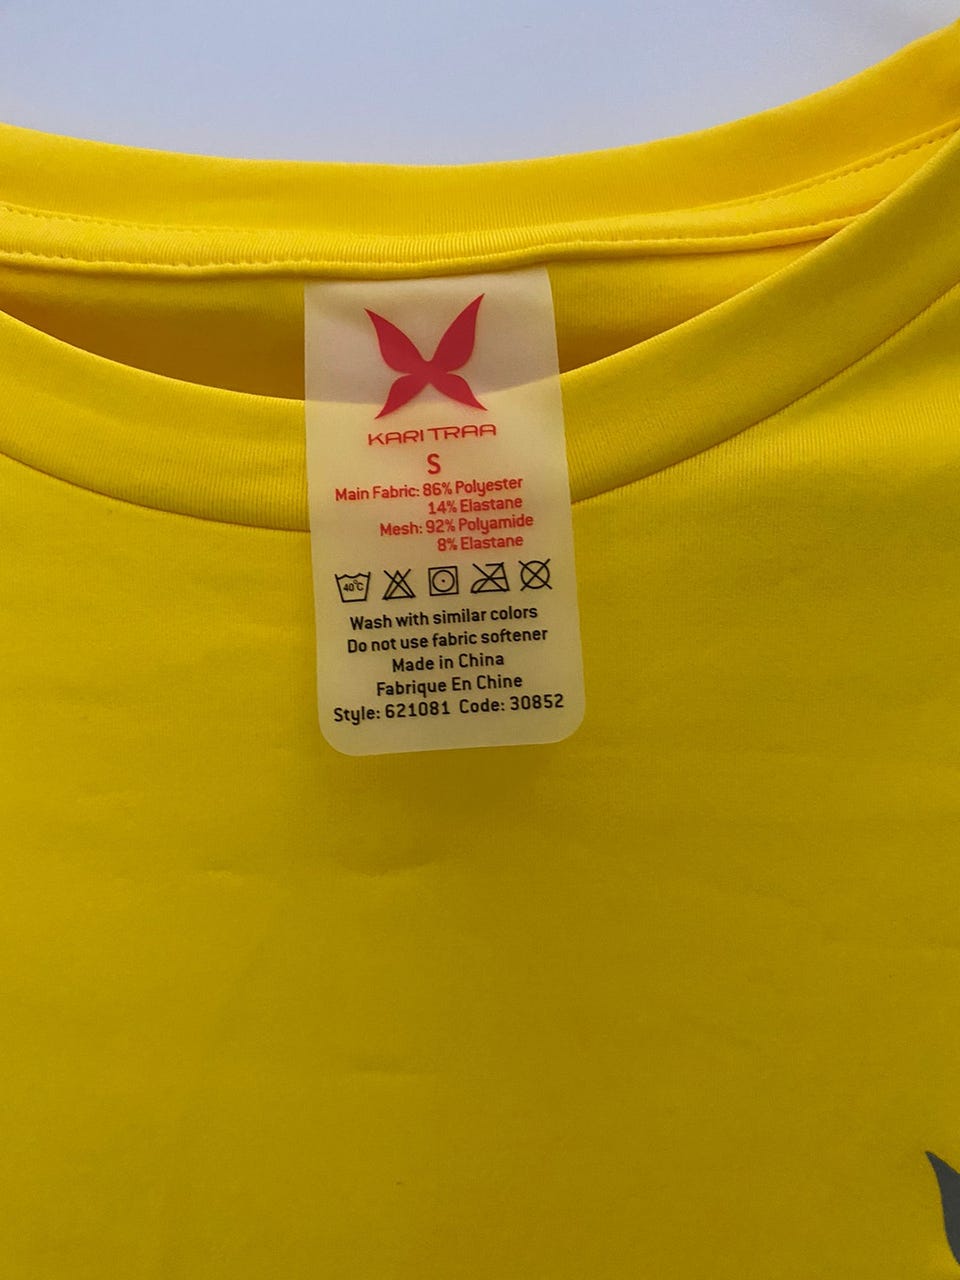 KARI TRAA
S
Main Fabric: 86% Polyester
14% Elastane
Mesh: 92% Polyamide
8% Elastane
40°C
Wash with similar colors
Do not use fabric softener
Made in China
Fabrique En Chine
Style: 621081 Code: 30852